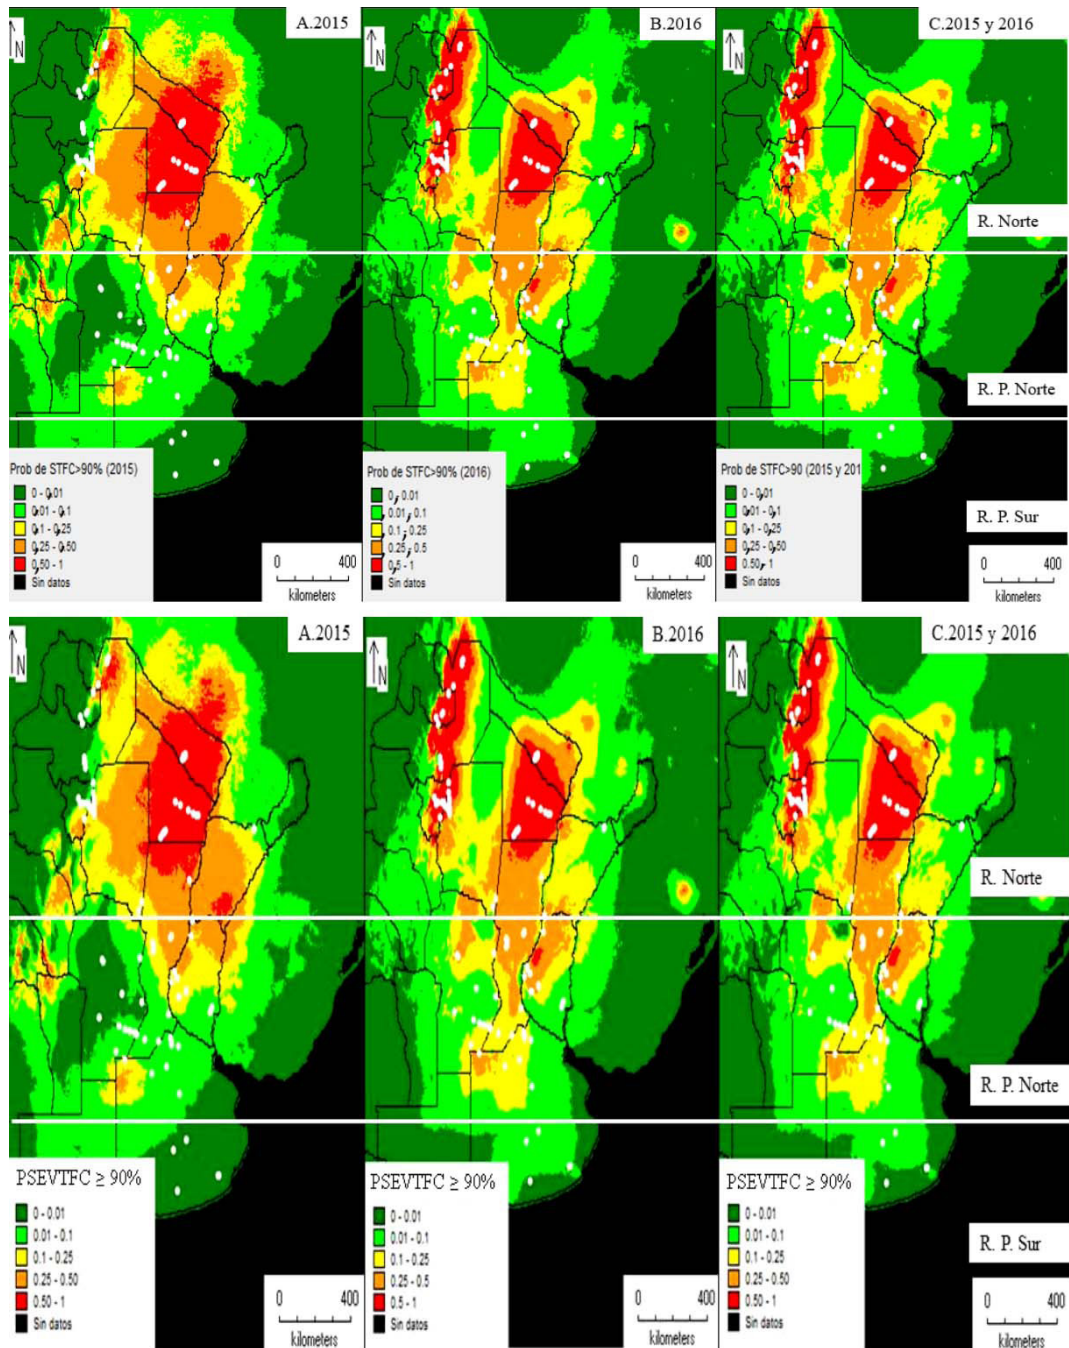 A.2015
B.2016
C.2015 y 2016
N
N
N
R. Norte
R. P. Norte
R. P. Sur
Prob de STFC>90% (2015)
0 - 0,01
0,01 - 0,1
0,1 - 0,25
0,25 - 0,50
0,50 - 1
Sin datos
0 400
kilometers
Prob de STFC>90% (2016)
0, 0.01
0.01, 0.1
0.1, 0.25
0.25, 0.5
0,5 - 1
Sin datos
0 400
kilometers
Prob de STFC>90 (2015 y 201
0 - 0,01
0,01 - 0,1
0,1 - 0,25
0,25 - 0,50
0.50, 1
Sin datos
0 400
kilometers
A.2015
B.2016
C.2015 y 2016
N
N
N
R. Norte
R. P. Norte
R. P. Sur
PSEVTFC ≥ 90%
0 - 0.01
0.01 - 0.1
0.1 - 0.25
0.25 - 0.50
0.50 - 1
Sin datos
0 400
kilometers
PSEVTFC ≥ 90%
0 - 0.01
0.01 - 0.1
0.1 - 0.25
0.25 - 0.5
0.5 - 1
Sin datos
0 400
kilometers
PSEVTFC ≥ 90%
0 - 0.01
0.01 - 0.1
0.1 - 0.25
0.25 - 0.50
0.50 - 1
Sin datos
0 400
kilometers